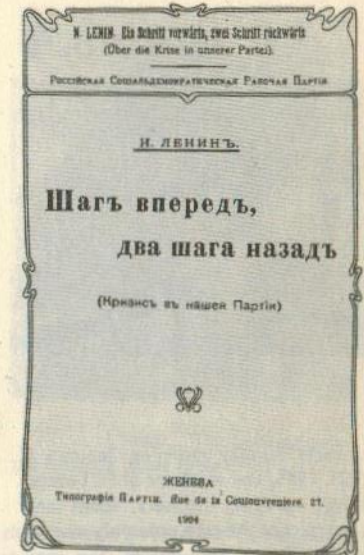 N. LENIN. Ein Schritt vorwärts, zwei Schritt rückwärts
(Über die Krise in unserer Partei).
Россійская Соціальдемократическая Рабочая Партія
Н. ЛЕНИНЪ.
Шагъ впередъ,
два шага назадъ
(Кризисъ въ нашей Партіи)
ЖЕНЕВА
Типографія Партіи. Rue de la Coulouvrenière, 27.
1904